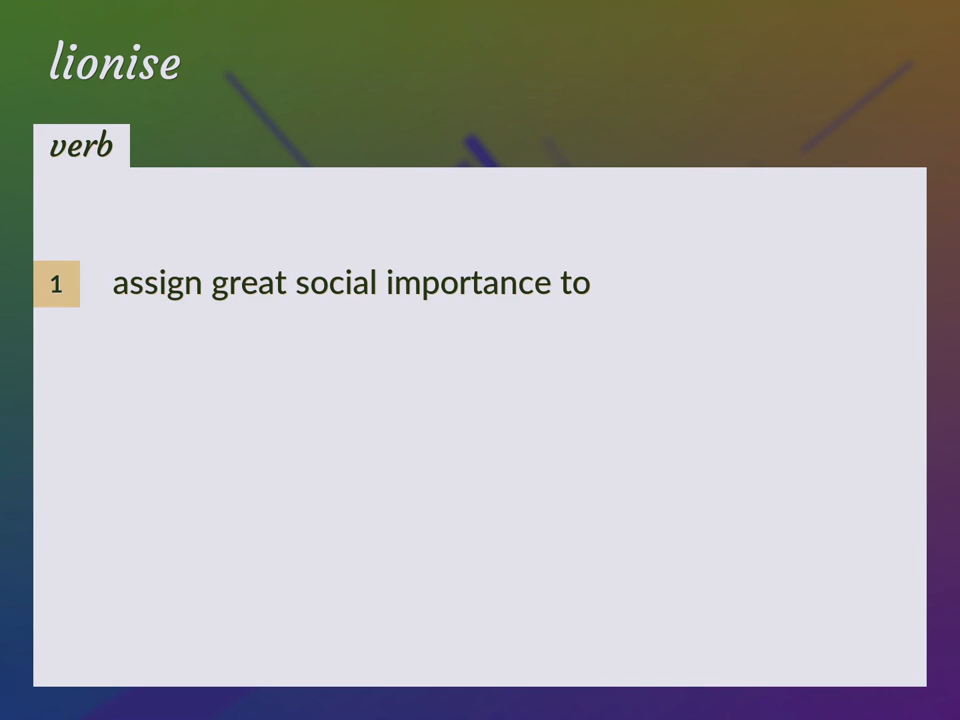 lionise
verb
1 assign great social importance to